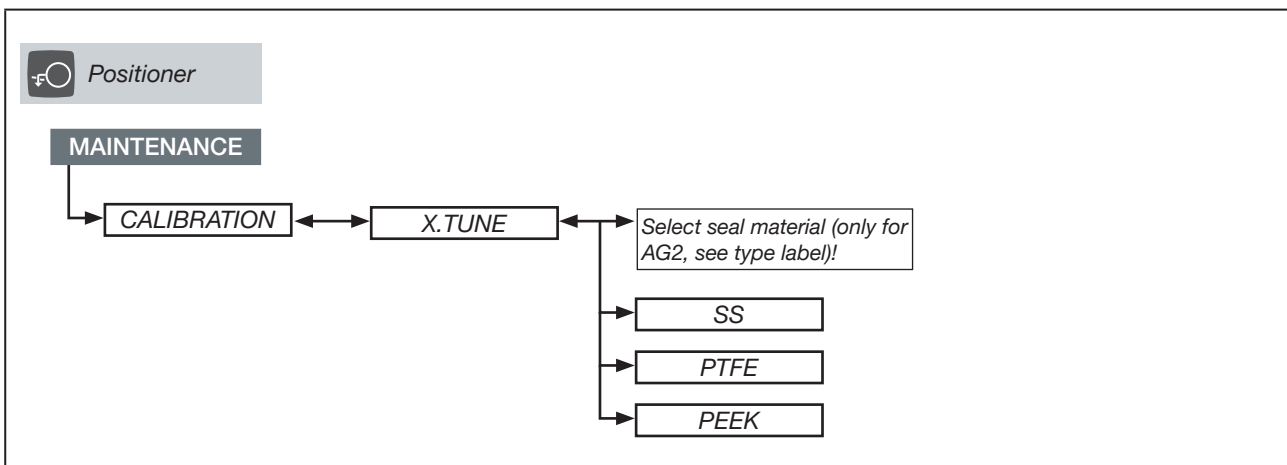 Positioner
MAINTENANCE
CALIBRATION
X.TUNE
Select seal material (only for
AG2, see type label)!
SS
PTFE
PEEK